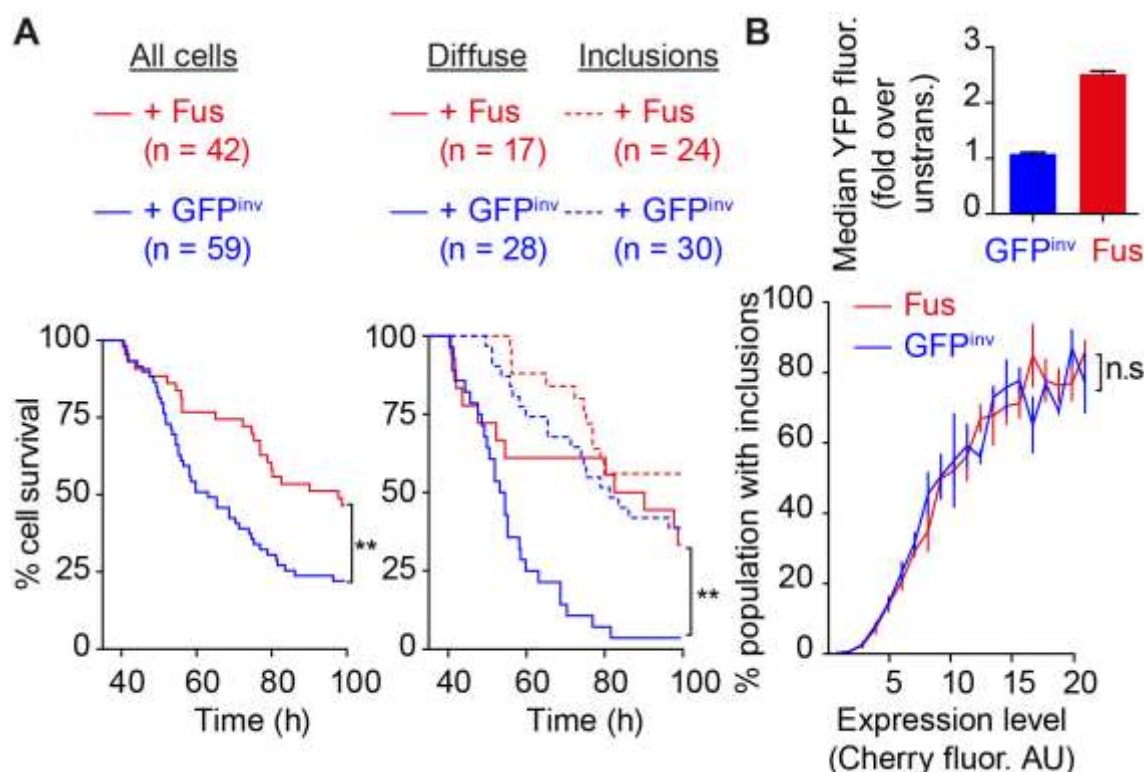 A
All cells
Diffuse
Inclusions
+ Fus
(n = 42)
+ Fus
(n = 17)
+ Fus
(n = 24)
+ GFPinv
(n = 59)
+ GFPinv
(n = 28)
+ GFPinv
(n = 30)
% cell survival
100
75
50
25
0
40
60
80
100
Time (h)
**
100
75
50
25
0
40
60
80
100
Time (h)
**
B
Median YFP fluor.
(fold over
unstrans.)
3
2
1
0
GFPinv
Fus
% population with inclusions
100
80
60
40
20
0
Fus
GFPinv
n.s
5
10
15
20
Expression level
(Cherry fluor. AU)